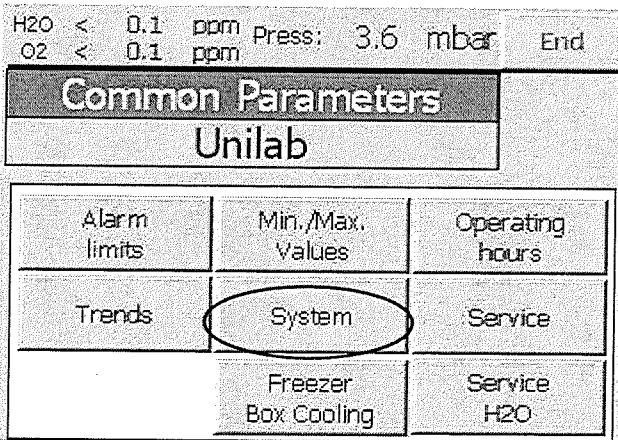 H2O < 0.1 ppm Press: 3.6 mbar End
O2 < 0.1 ppm
Common Parameters
Unilab
Alarm limits
Min./Max. Values
Operating hours
Trends
System
Service
Freezer Box Cooling
Service H2O